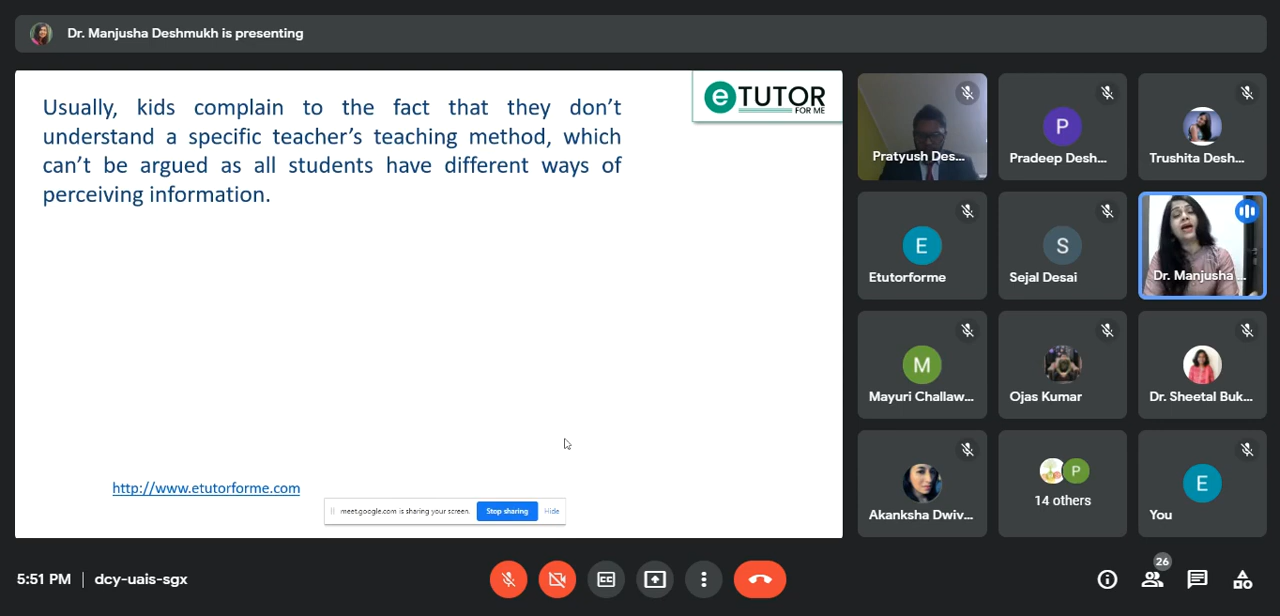 Dr. Manjusha Deshmukh is presenting
Usually, kids complain to the fact that they don't
understand a specific teacher's teaching method, which
can't be argued as all students have different ways of
perceiving information.
e TUTOR
FOR ME
http://www.etutorforme.com
meet.google.com is sharing your screen.
Stop sharing
Hide
Pratyush Des...
P
Pradeep Desh...
Trushita Desh...
E
Etutorforme
S
Sejal Desai
Dr. Manjusha ...
M
Mayuri Challaw...
Ojas Kumar
Dr. Sheetal Buk...
Akanksha Dwiv...
P
14 others
E
You
5:51 PM | dcy-uais-sgx
CC
26